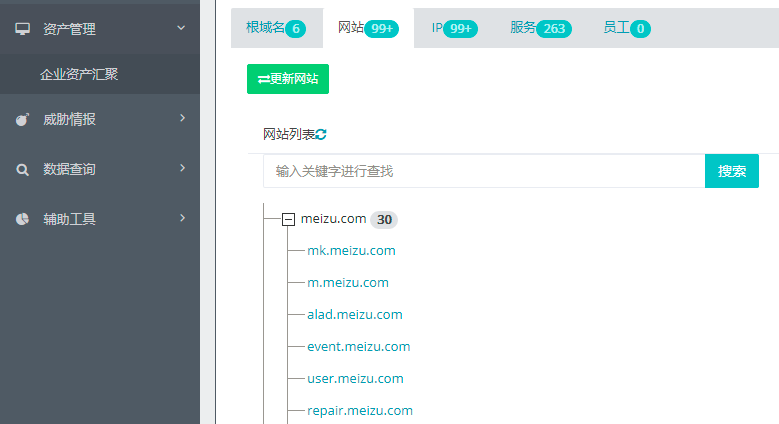 资产管理
企业资产汇聚
威胁情报
数据查询
辅助工具
根域名 6 网站 99+ IP 99+ 服务 263 员工 0
更新网站
网站列表
输入关键字进行查找 搜索
meizu.com 30
mk.meizu.com
m.meizu.com
alad.meizu.com
event.meizu.com
user.meizu.com
repair.meizu.com